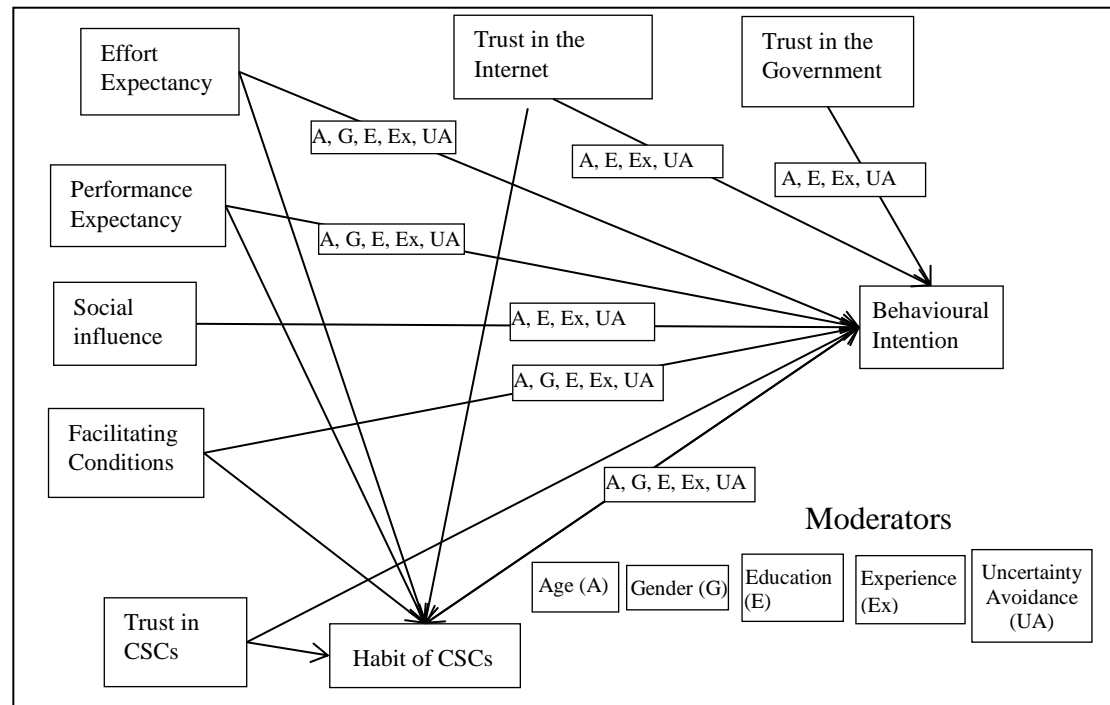 Effort
Expectancy
Trust in the
Internet
Trust in the
Government
A, G, E, Ex, UA
A, E, Ex, UA
A, E, Ex, UA
Performance
Expectancy
A, G, E, Ex, UA
Social
influence
A, E, Ex, UA
Behavioural
Intention
A, G, E, Ex, UA
Facilitating
Conditions
A, G, E, Ex, UA
Moderators
Age (A)
Gender (G)
Education
(E)
Experience
(Ex)
Uncertainty
Avoidance
(UA)
Trust in
CSCs
Habit of CSCs